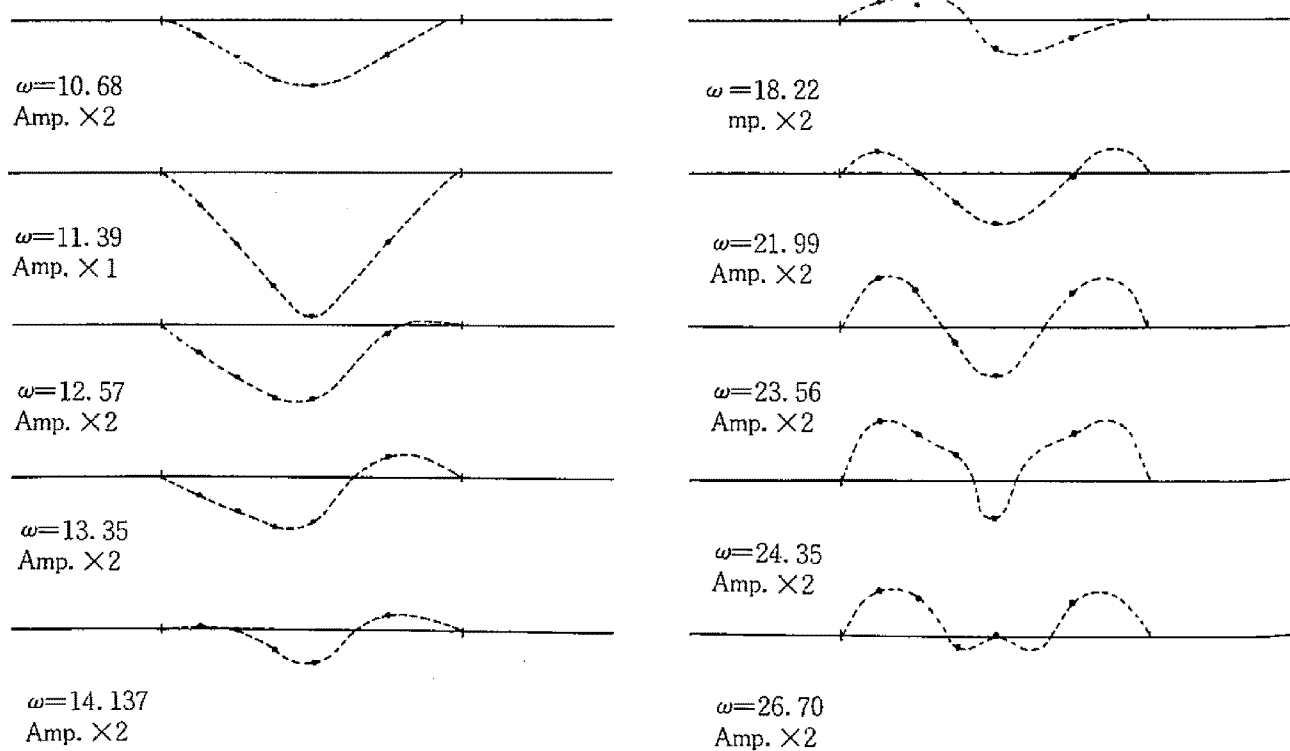 ω=10.68
Amp. ×2
ω=11.39
Amp. ×1
ω=12.57
Amp. ×2
ω=13.35
Amp. ×2
ω=14.137
Amp. ×2
ω=18.22
mp. ×2
ω=21.99
Amp. ×2
ω=23.56
Amp. ×2
ω=24.35
Amp. ×2
ω=26.70
Amp. ×2